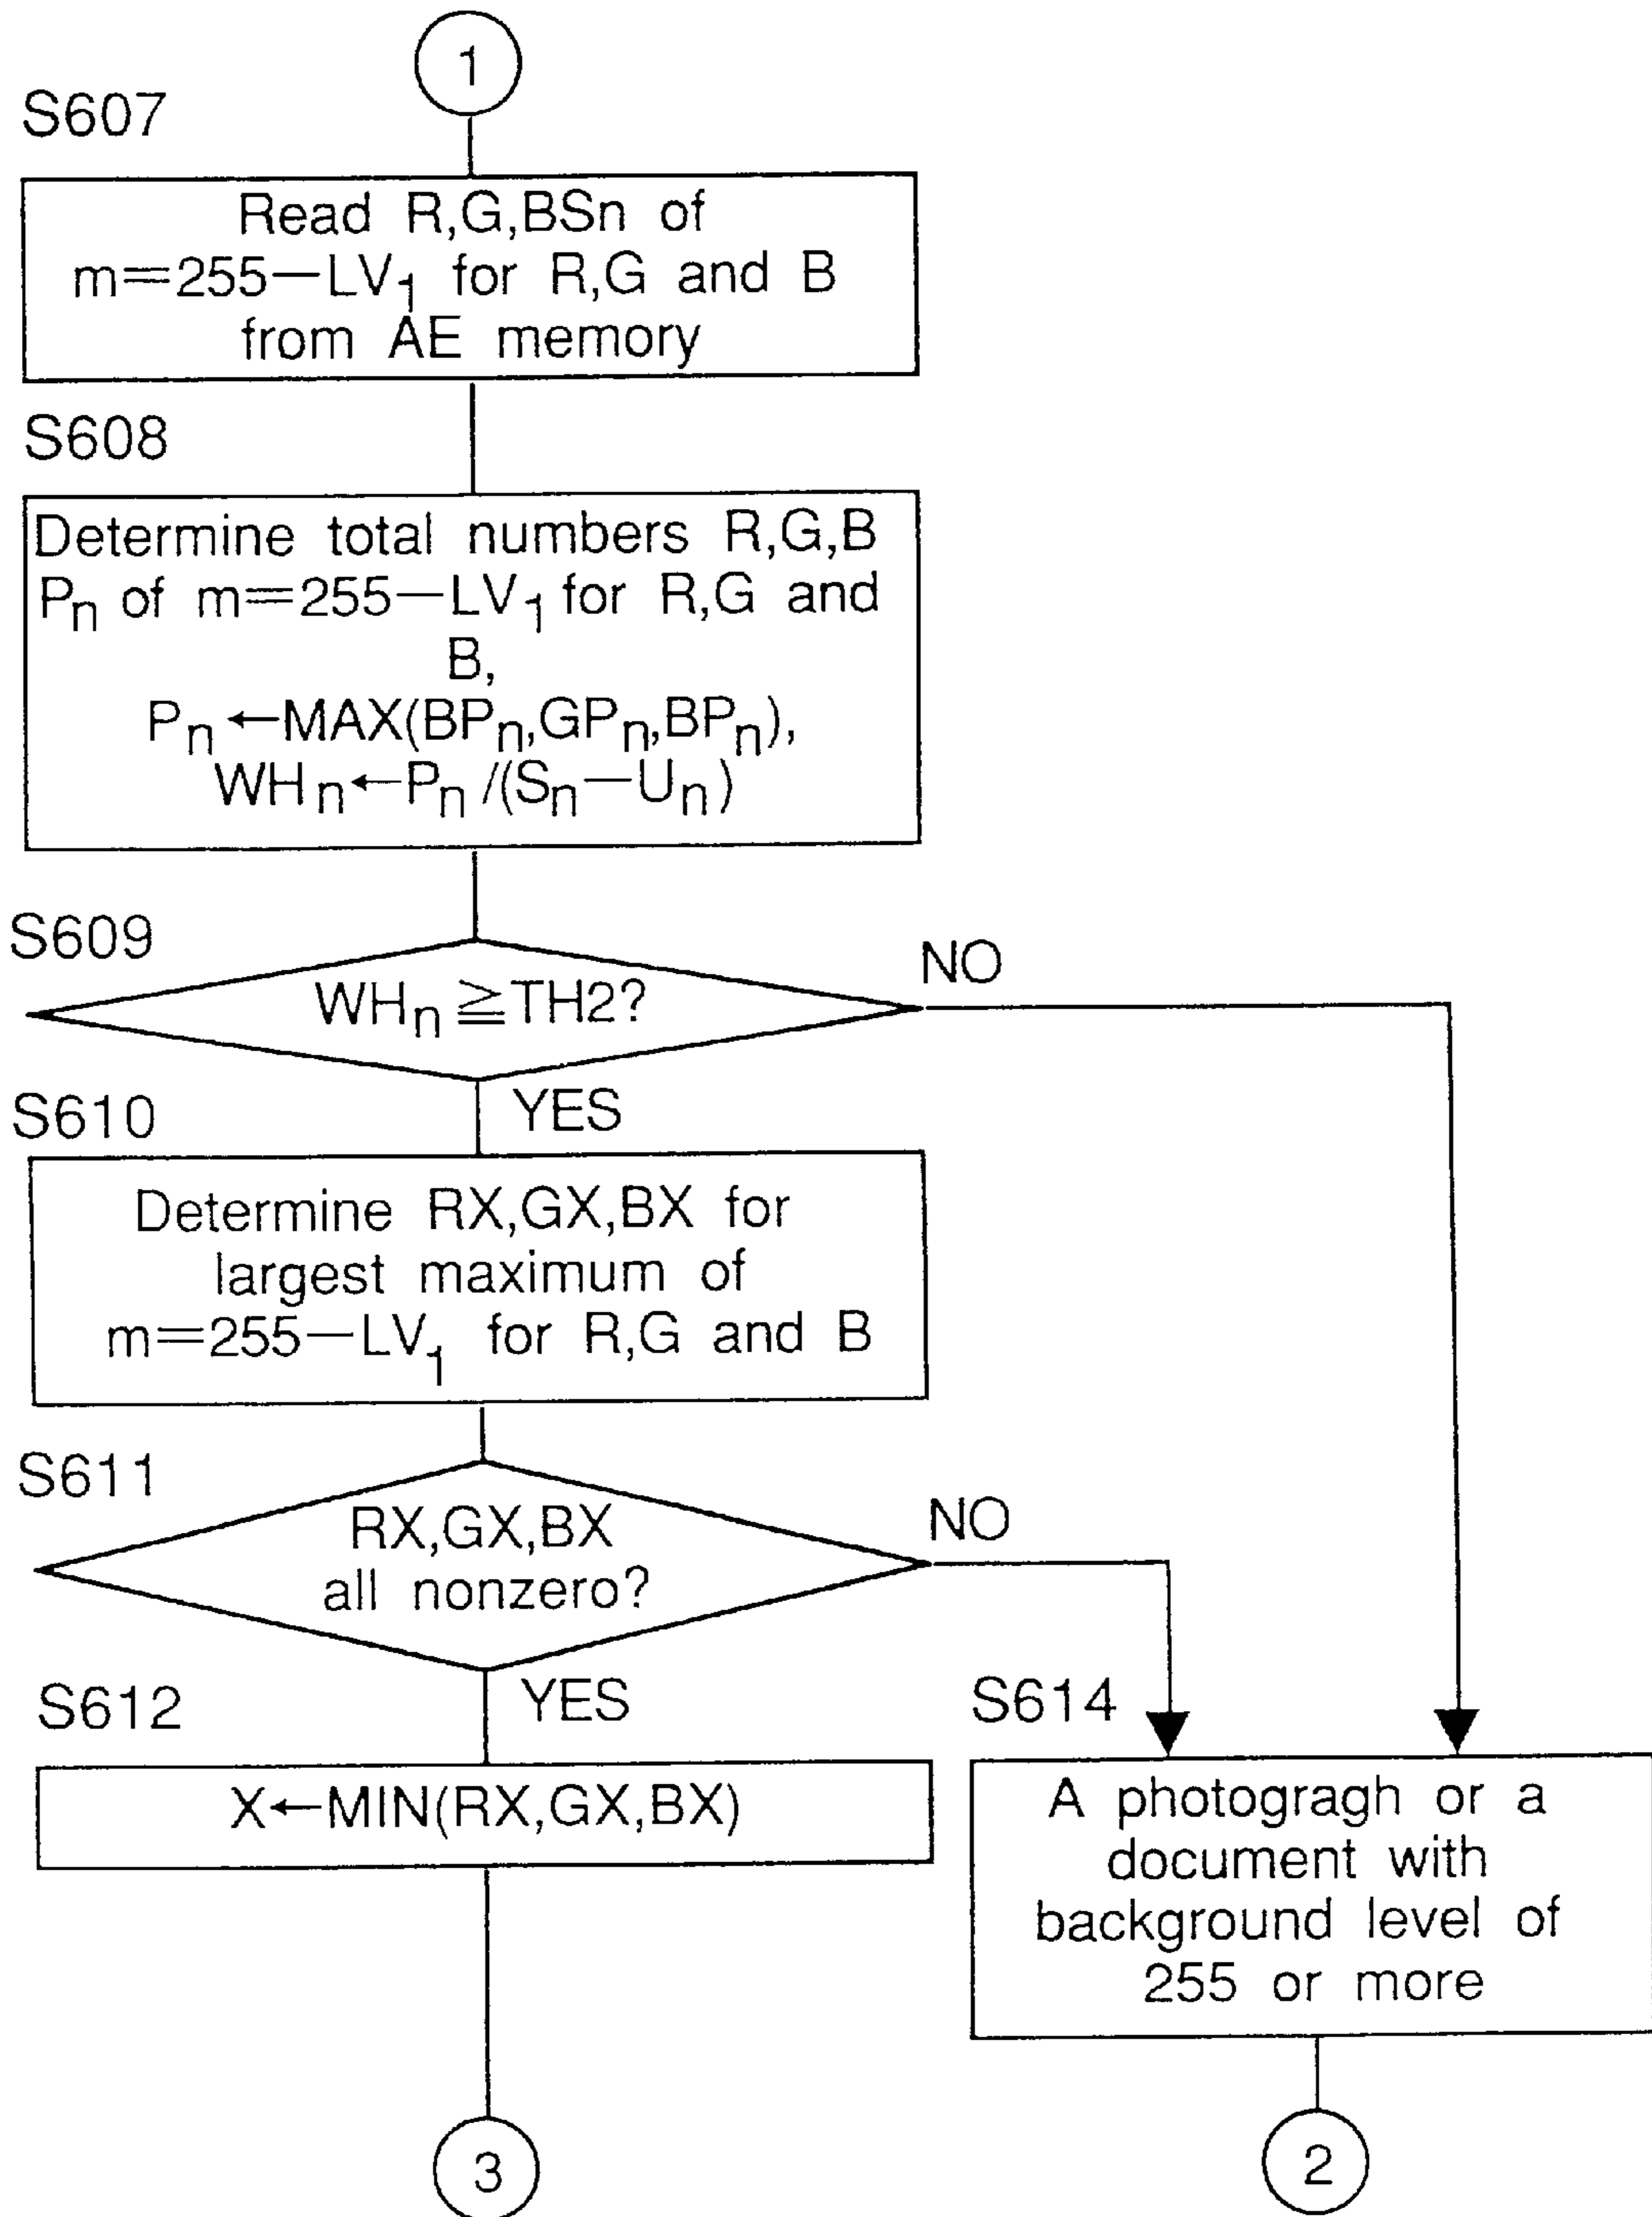 1
S607
Read R,G,BSn of
m=255—LV₁ for R,G and B
from AE memory
S608
Determine total numbers R,G,B
Pₙ of m=255—LV₁ for R,G and
B,
Pₙ←MAX(BPₙ,GPₙ,BPₙ),
WHₙ←Pₙ/(Sₙ—Uₙ)
S609
WHₙ≧TH2?
NO
YES
S610
Determine RX,GX,BX for
largest maximum of
m=255—LV₁ for R,G and B
S611
RX,GX,BX
all nonzero?
NO
YES
S612
X←MIN(RX,GX,BX)
S614
A photogragh or a
document with
background level of
255 or more
3
2